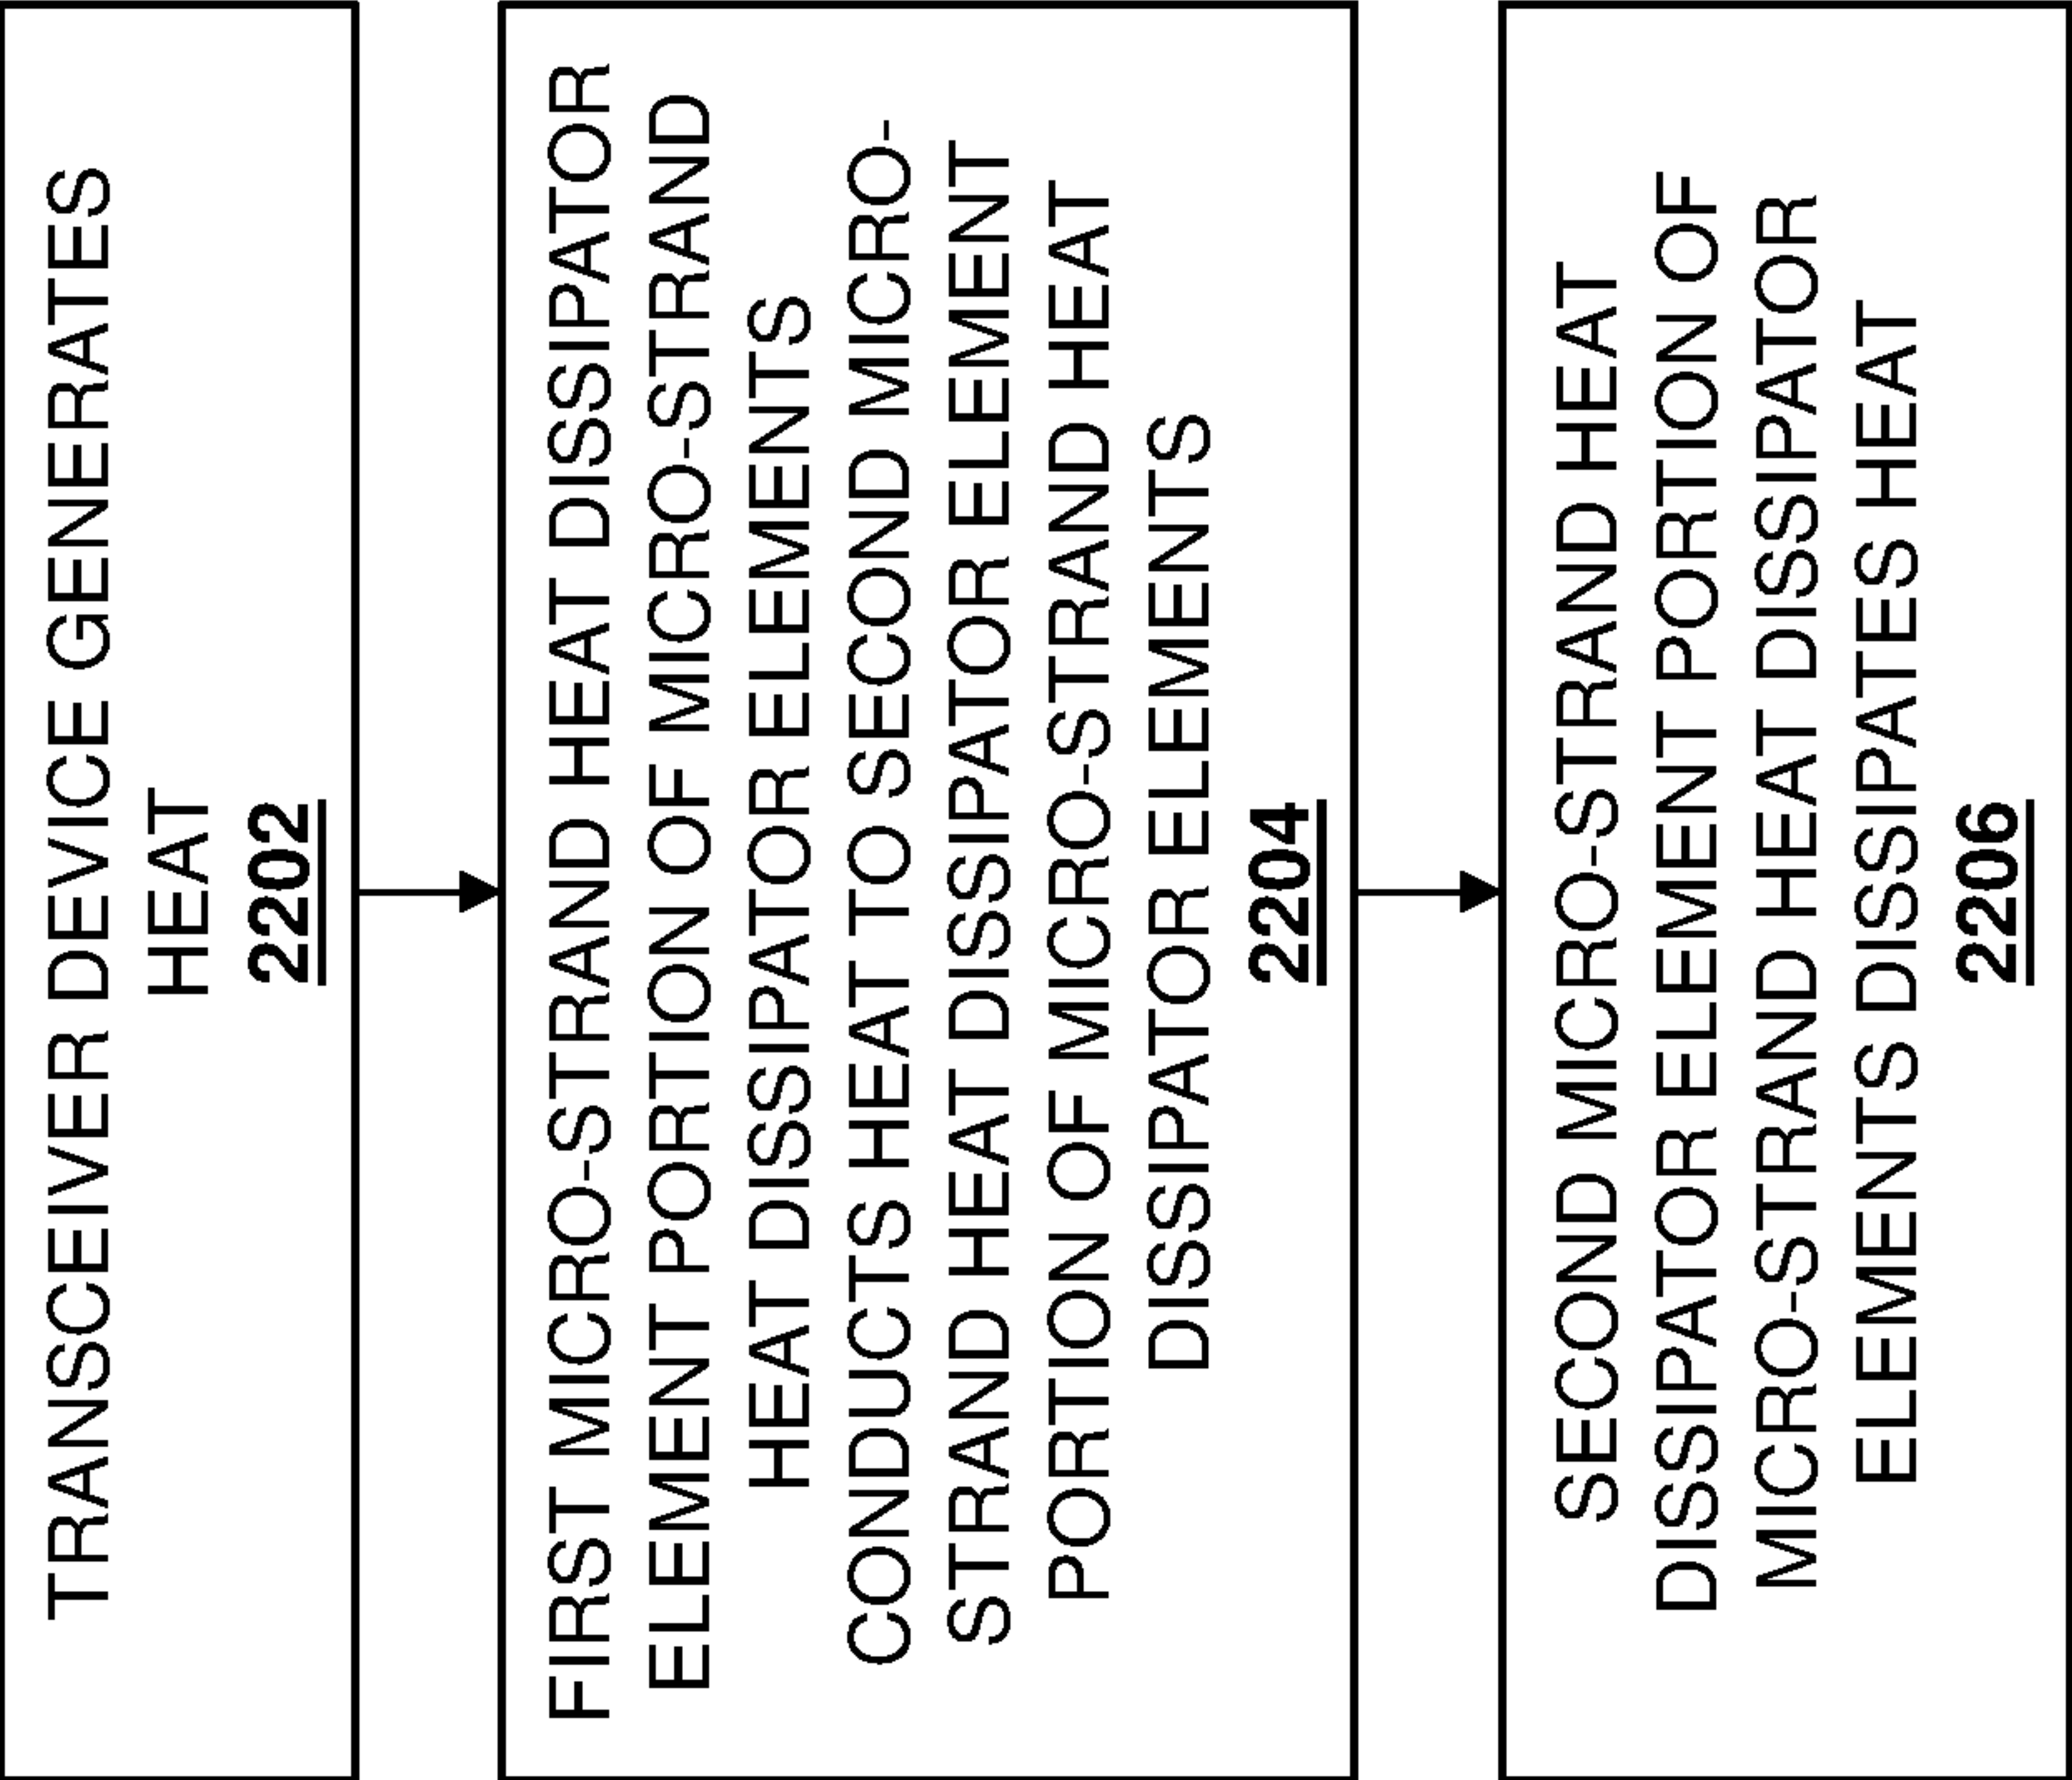 TRANSCEIVER DEVICE GENERATES
HEAT
2202
FIRST MICRO-STRAND HEAT DISSIPATOR
ELEMENT PORTION OF MICRO-STRAND
HEAT DISSIPATOR ELEMENTS
CONDUCTS HEAT TO SECOND MICRO-
STRAND HEAT DISSIPATOR ELEMENT
PORTION OF MICRO-STRAND HEAT
DISSIPATOR ELEMENTS
2204
SECOND MICRO-STRAND HEAT
DISSIPATOR ELEMENT PORTION OF
MICRO-STRAND HEAT DISSIPATOR
ELEMENTS DISSIPATES HEAT
2206